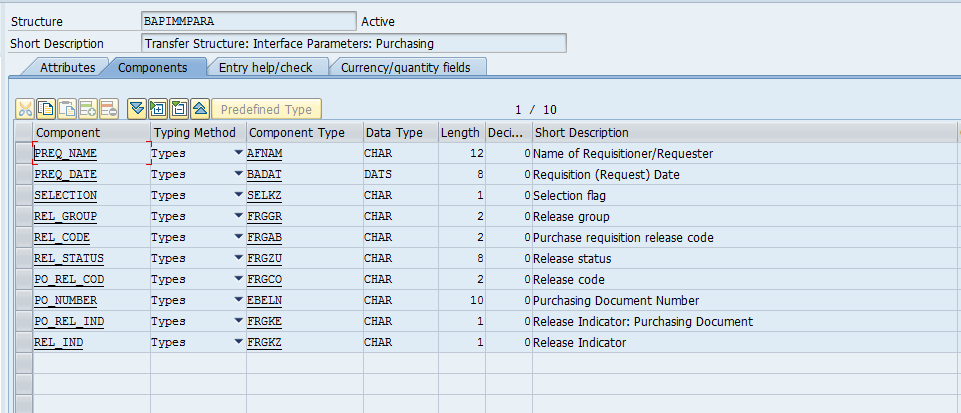 Structure BAPIMMPARA Active
Short Description Transfer Structure: Interface Parameters: Purchasing
Attributes Components Entry help/check Currency/quantity fields
Predefined Type 1 / 10
Component Typing Method Component Type Data Type Length Deci... Short Description
PREQ_NAME Types AFNAM CHAR 12 0 Name of Requisitioner/Requester
PREQ_DATE Types BADAT DATS 8 0 Requisition (Request) Date
SELECTION Types SELKZ CHAR 1 0 Selection flag
REL_GROUP Types FRGGR CHAR 2 0 Release group
REL_CODE Types FRGAB CHAR 2 0 Purchase requisition release code
REL_STATUS Types FRGZU CHAR 8 0 Release status
PO_REL_COD Types FRGCO CHAR 2 0 Release code
PO_NUMBER Types EBELN CHAR 10 0 Purchasing Document Number
PO_REL_IND Types FRGKE CHAR 1 0 Release Indicator: Purchasing Document
REL_IND Types FRGKZ CHAR 1 0 Release Indicator